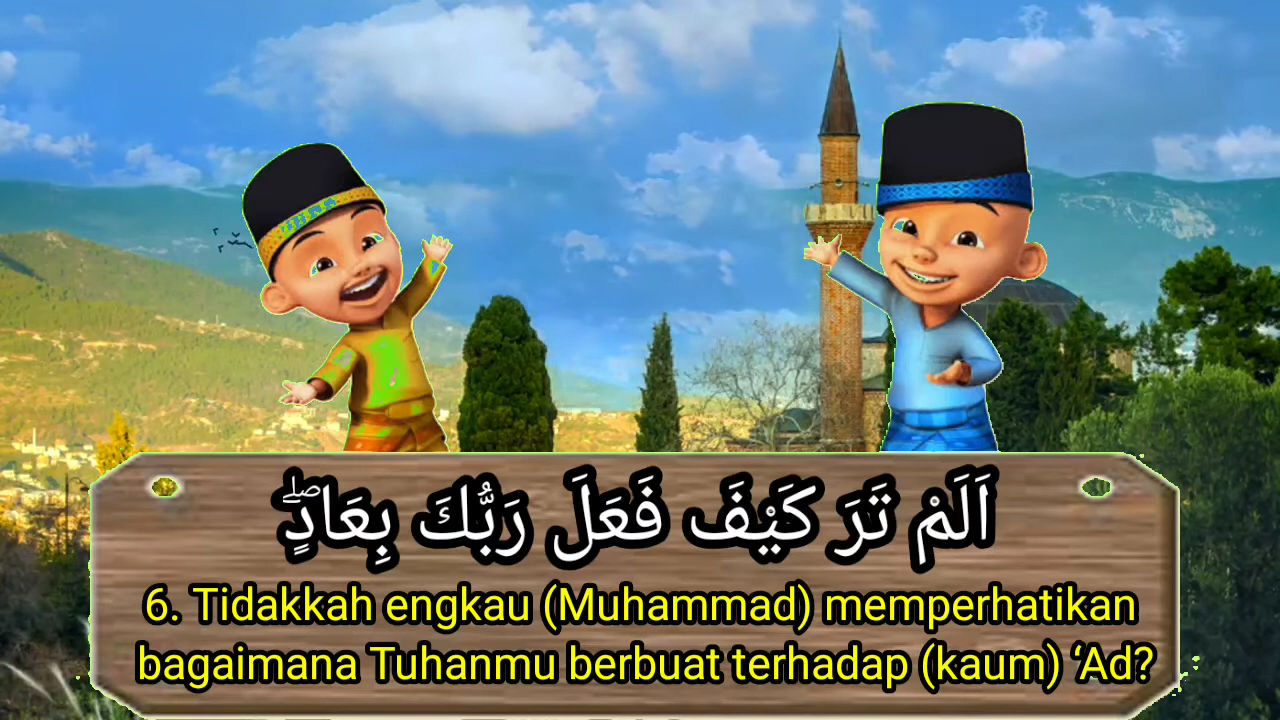 اَلَمْ تَرَ كَيْفَ فَعَلَ رَبُّكَ بِعَادٍۖ
6. Tidakkah engkau (Muhammad) memperhatikan
bagaimana Tuhanmu berbuat terhadap (kaum) ‘Ad?